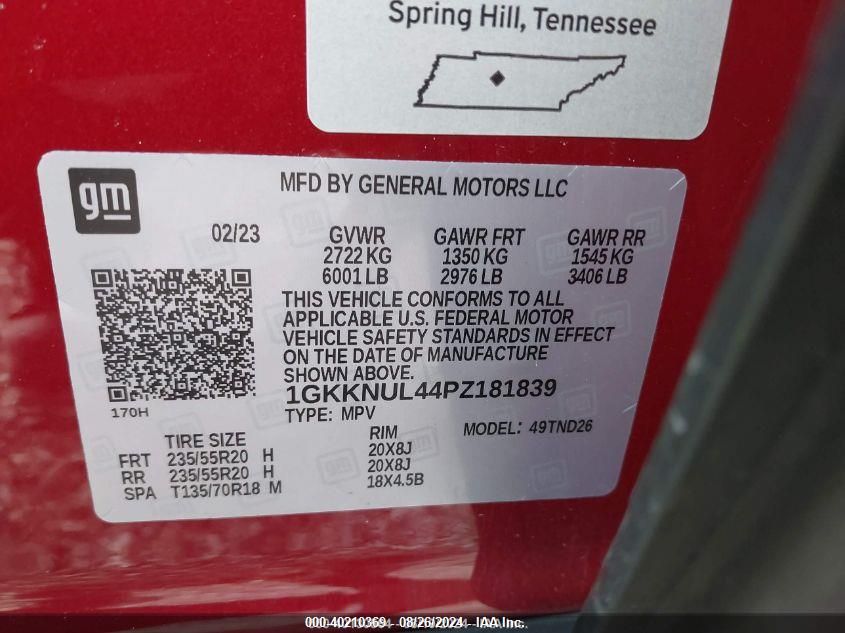 Spring Hill, Tennessee
gm
MFD BY GENERAL MOTORS LLC
02/23 GVWR GAWR FRT GAWR RR
2722 KG 1350 KG 1545 KG
6001 LB 2976 LB 3406 LB
THIS VEHICLE CONFORMS TO ALL
APPLICABLE U.S. FEDERAL MOTOR
VEHICLE SAFETY STANDARDS IN EFFECT
ON THE DATE OF MANUFACTURE
SHOWN ABOVE.
1GKKNUL44PZ181839
170H
TYPE: MPV
MODEL: 49TND26
TIRE SIZE RIM
FRT 235/55R20 H 20X8J
RR 235/55R20 H 20X8J
SPA T135/70R18 M 18X4.5B
000-40210369 - 08/26/2024 - IAA Inc.